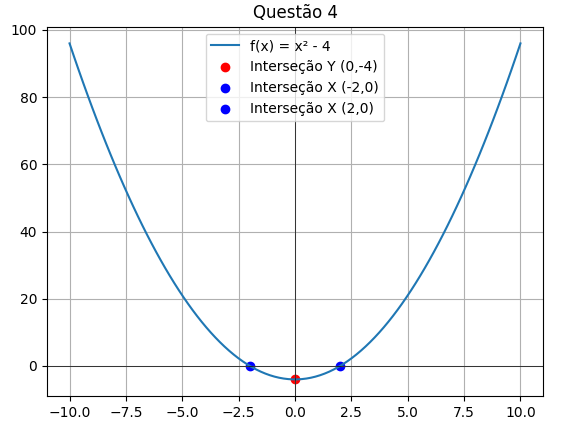 Questão 4
f(x) = x² - 4
Interseção Y (0,-4)
Interseção X (-2,0)
Interseção X (2,0)
100
80
60
40
20
0
−10.0 −7.5 −5.0 −2.5 0.0 2.5 5.0 7.5 10.0